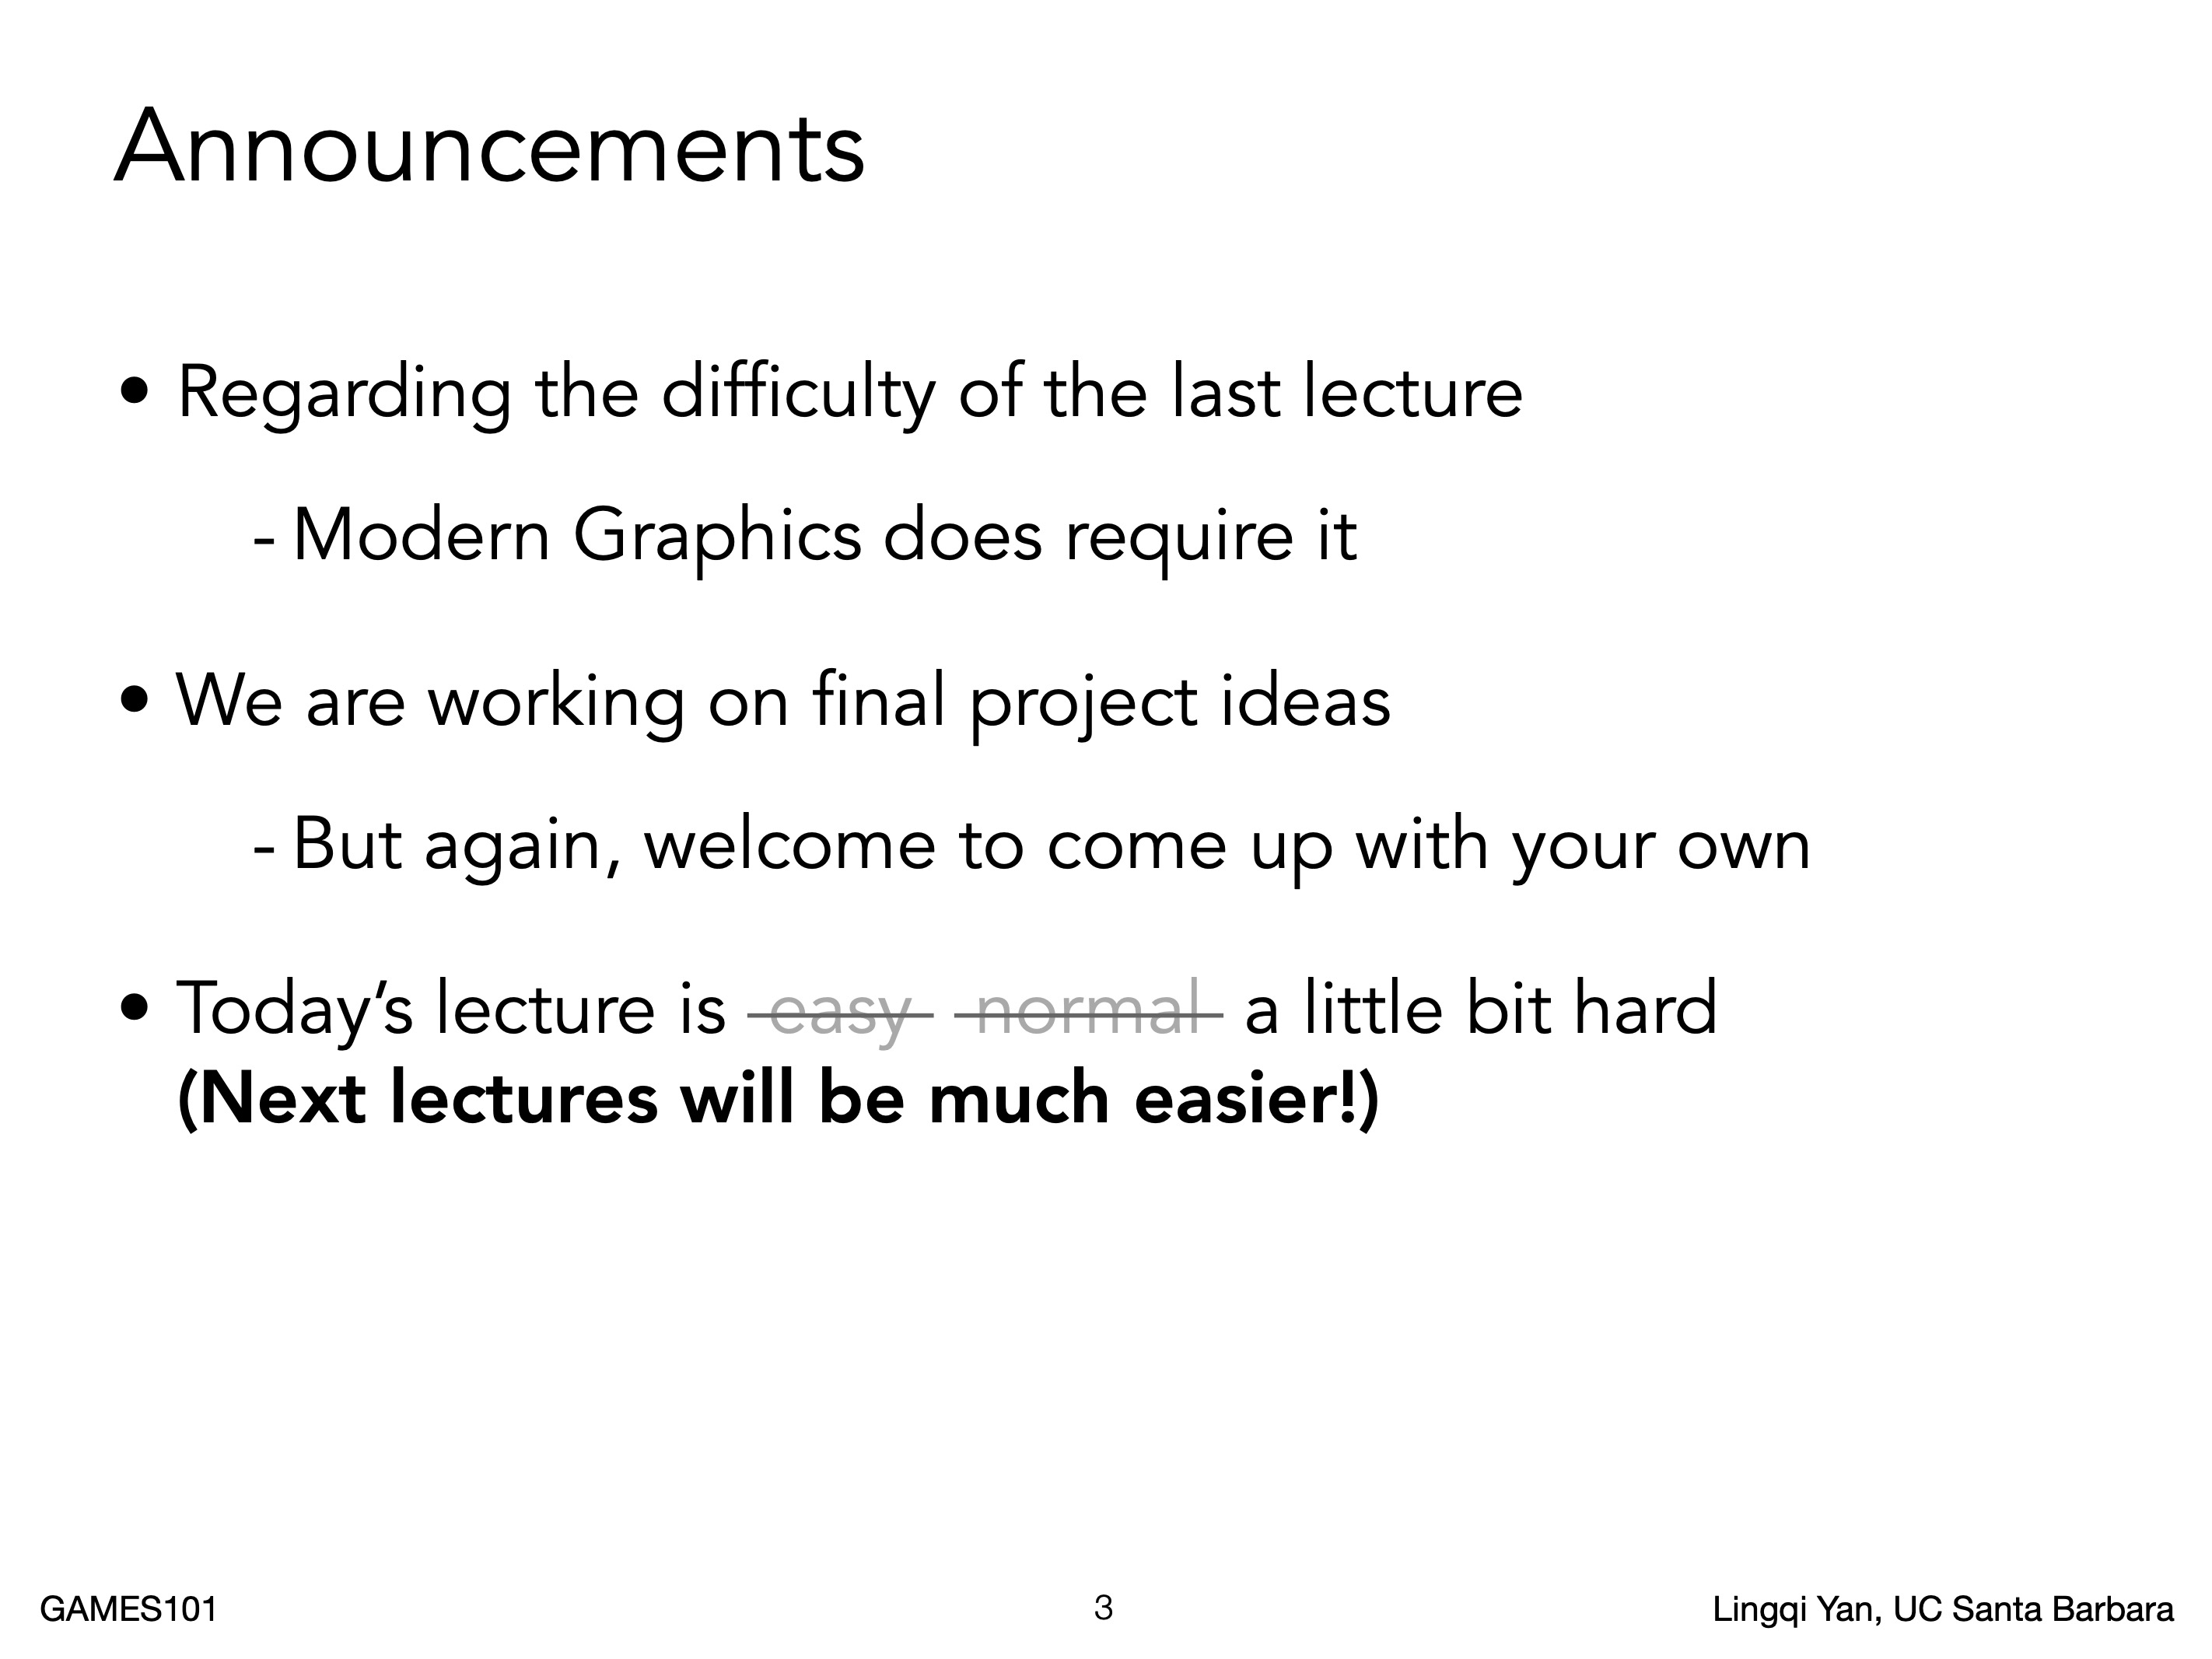 Announcements
• Regarding the difficulty of the last lecture
- Modern Graphics does require it
• We are working on final project ideas
- But again, welcome to come up with your own
• Today’s lecture is easy normal a little bit hard
(Next lectures will be much easier!)
GAMES101
3
Lingqi Yan, UC Santa Barbara